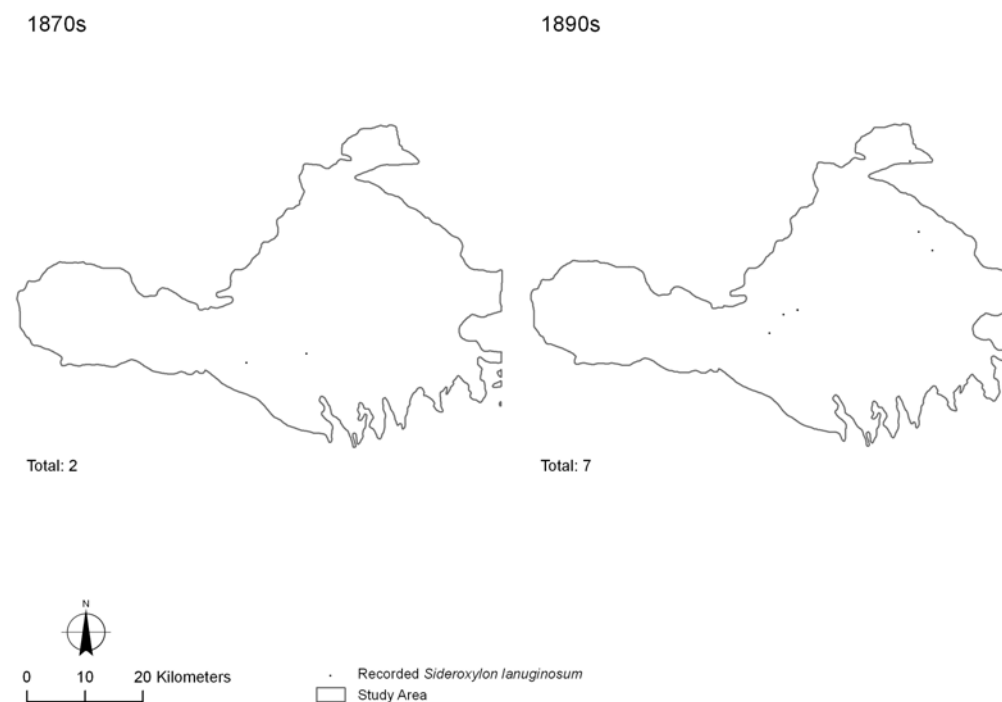 1870s
1890s
Total: 2
Total: 7
N
0 10 20 Kilometers
Recorded Sideroxylon lanuginosum
Study Area